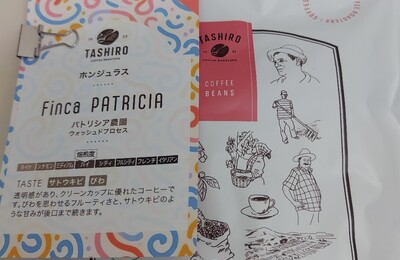 TASHIRO
COFFEE ROASTERS
ホンジュラス
Finca PATRICIA
パトリシア農園
ウォッシュドプロセス
焙煎度
ライト シナモン ミディアム ハイ シティ フルシティ フレンチ イタリアン
TASTE サトウキビ びわ
透明感があり、クリーンカップに優れたコーヒーで
す。びわを思わせるフルーティさと、サトウキビのよ
うな甘みが後口まで続きます。
TASHIRO
COFFEE ROASTERS
COFFEE
BEANS